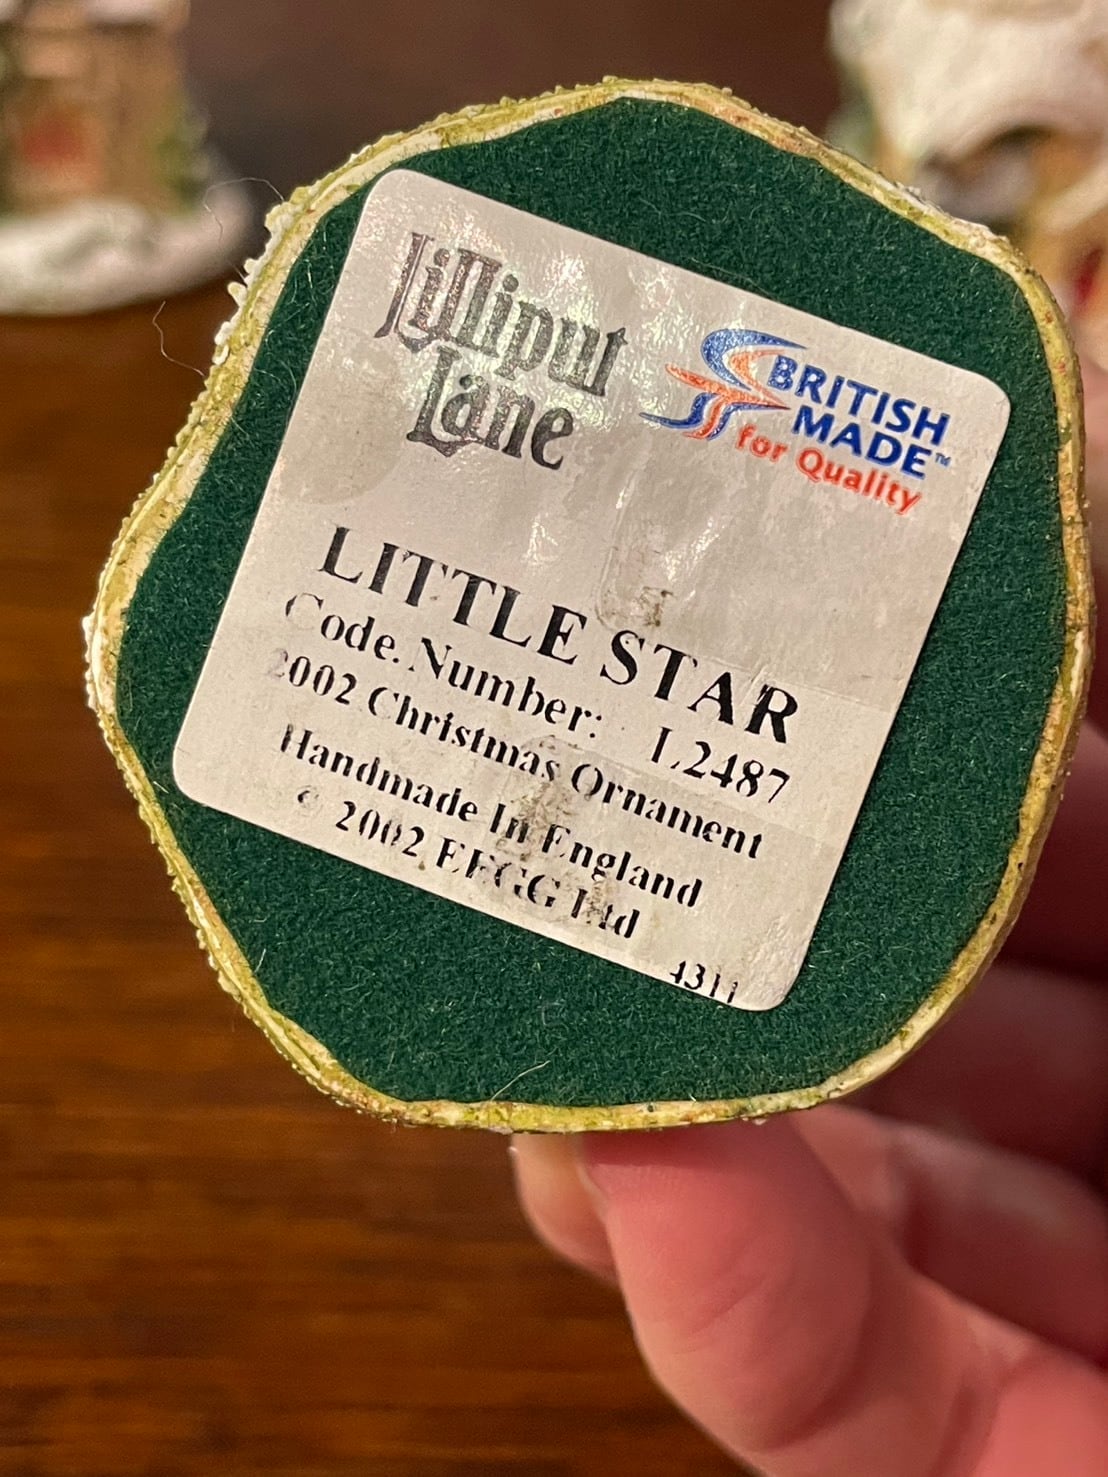 Lilliput
Lane
BRITISH
MADE™
for Quality
LITTLE STAR
Code. Number: L2487
2002 Christmas Ornament
Handmade In England
© 2002 EEGG Ltd
4311